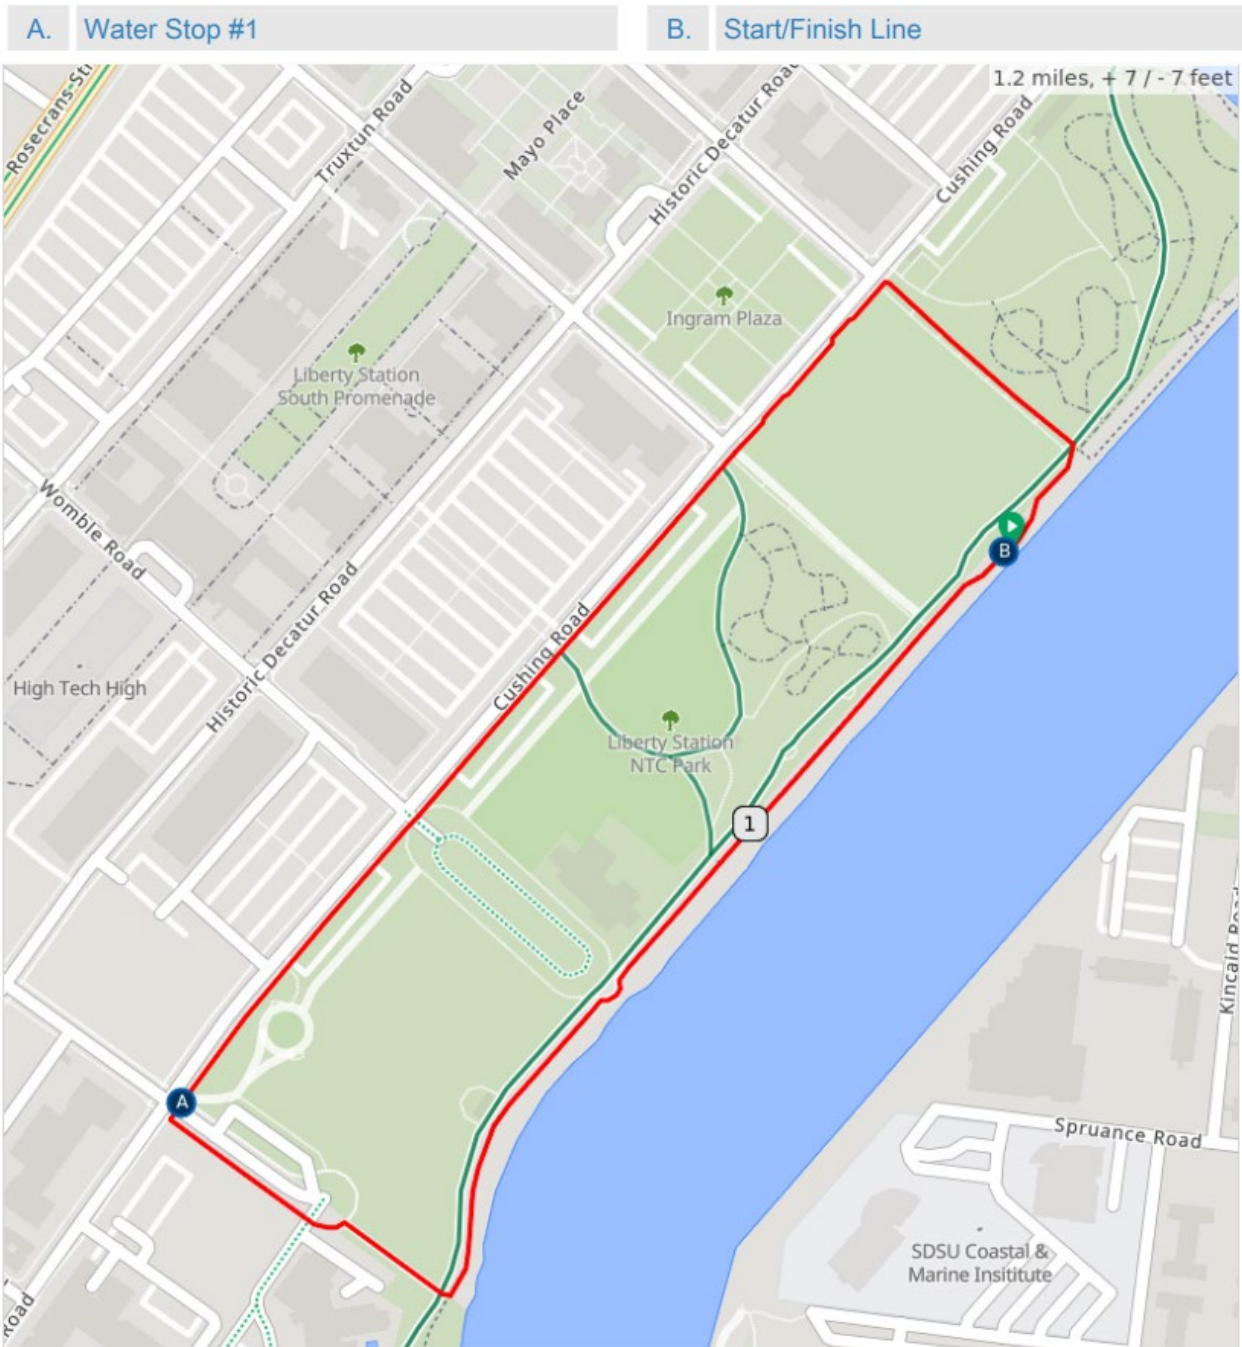 A. Water Stop #1
B. Start/Finish Line
1.2 miles, + 7 / - 7 feet
Rosecrans Str
Truxtun Road
Mayo Place
Historic Decatur Road
Cushing Road
Ingram Plaza
Liberty Station
South Promenade
Womble Road
B
Historic Decatur Road
Cushing Road
High Tech High
Liberty Station
NTC Park
1
Kincaid Road
A
Spruance Road
SDSU Coastal &
Marine Insititute
Road